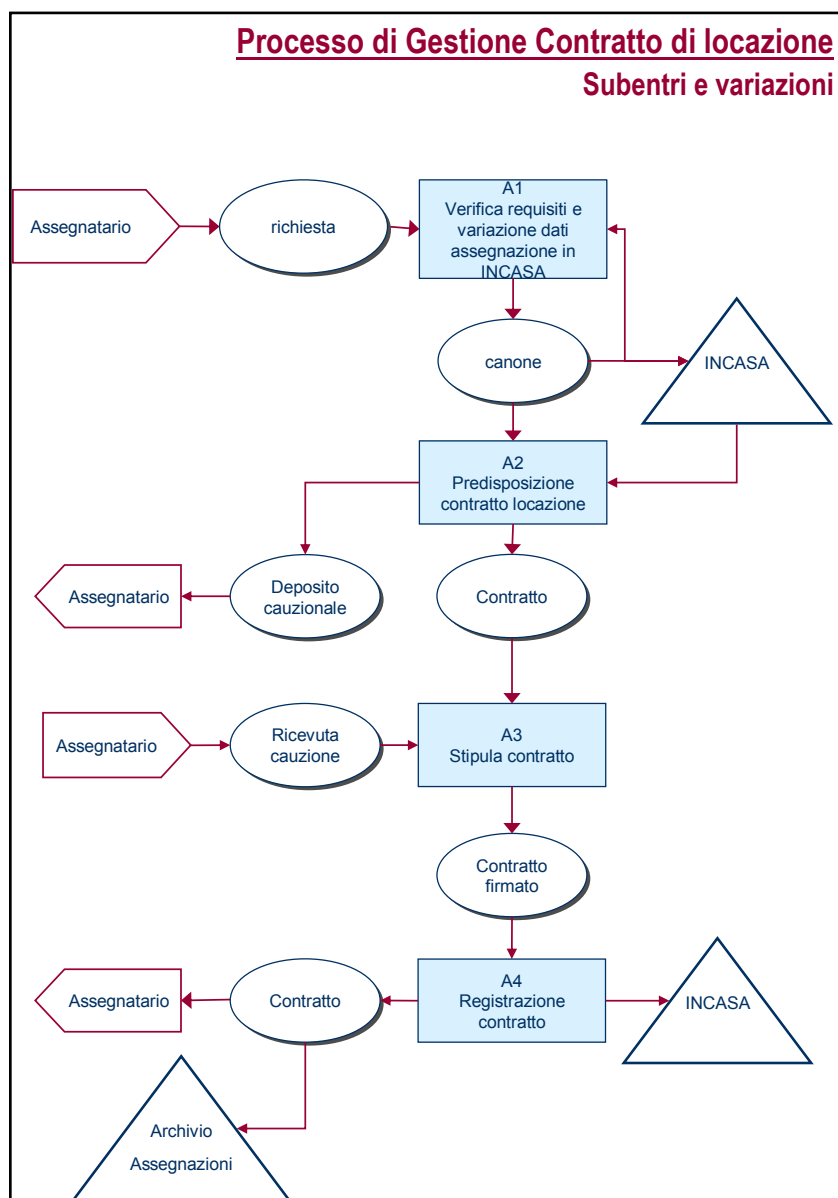 Processo di Gestione Contratto di locazione
Subentri e variazioni
Assegnatario
richiesta
A1
Verifica requisiti e
variazione dati
assegnazione in
INCASA
canone
INCASA
A2
Predisposizione
contratto locazione
Assegnatario
Deposito
cauzionale
Contratto
Assegnatario
Ricevuta
cauzione
A3
Stipula contratto
Contratto
firmato
Assegnatario
Contratto
A4
Registrazione
contratto
INCASA
Archivio
Assegnazioni